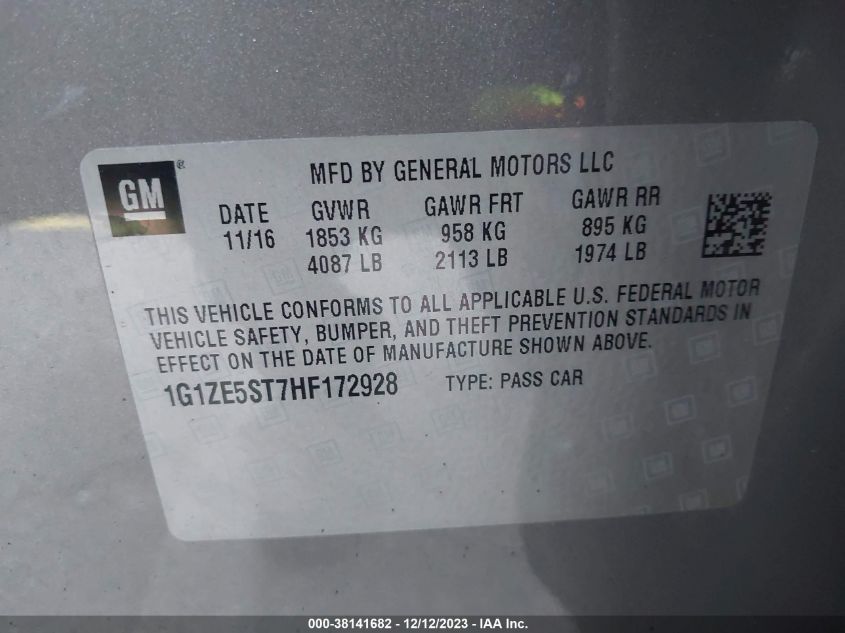 GM®
MFD BY GENERAL MOTORS LLC
DATE GVWR GAWR FRT GAWR RR
11/16 1853 KG 958 KG 895 KG
4087 LB 2113 LB 1974 LB
THIS VEHICLE CONFORMS TO ALL APPLICABLE U.S. FEDERAL MOTOR
VEHICLE SAFETY, BUMPER, AND THEFT PREVENTION STANDARDS IN
EFFECT ON THE DATE OF MANUFACTURE SHOWN ABOVE.
1G1ZE5ST7HF172928 TYPE: PASS CAR
000-38141682 - 12/12/2023 - IAA Inc.